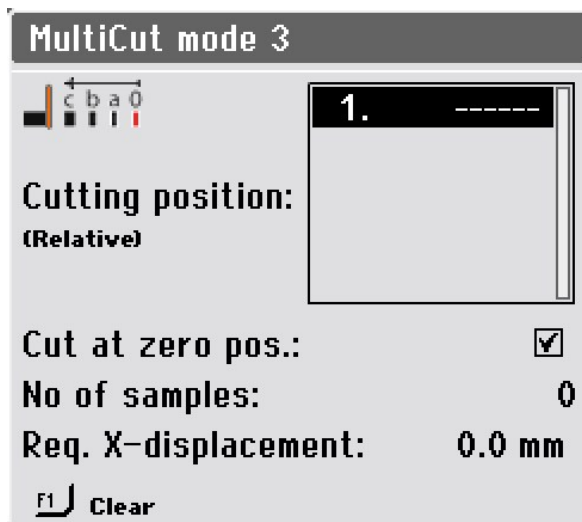 MultiCut mode 3
c b a 0
1. ------
Cutting position:
(Relative)
Cut at zero pos.:
No of samples: 0
Req. X-displacement: 0.0 mm
F1 Clear